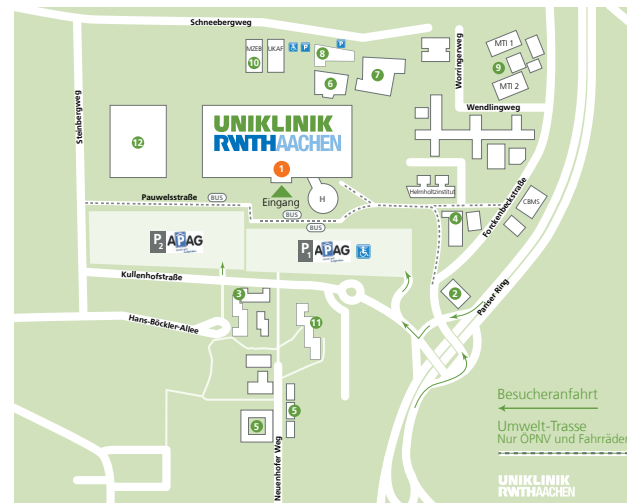 Schneebergweg
MZEB
UKAF
P
P
8
10
6
7
Worringerweg
MTI 1
9
MTI 2
Wendlingweg
Steinbergweg
12
UNIKLINIK
RWTHAACHEN
1
Eingang
H
Helmholtzinstitut
Pauwelsstraße
BUS
BUS
BUS
4
CBMS
Forckenbeckstraße
P2 APAG
P1 APAG
Kullenhofstraße
2
Pariser Ring
3
11
Hans-Böckler-Allee
5
5
Neuenhofer Weg
Besucheranfahrt
Umwelt-Trasse
Nur ÖPNV und Fahrräder
UNIKLINIK
RWTHAACHEN